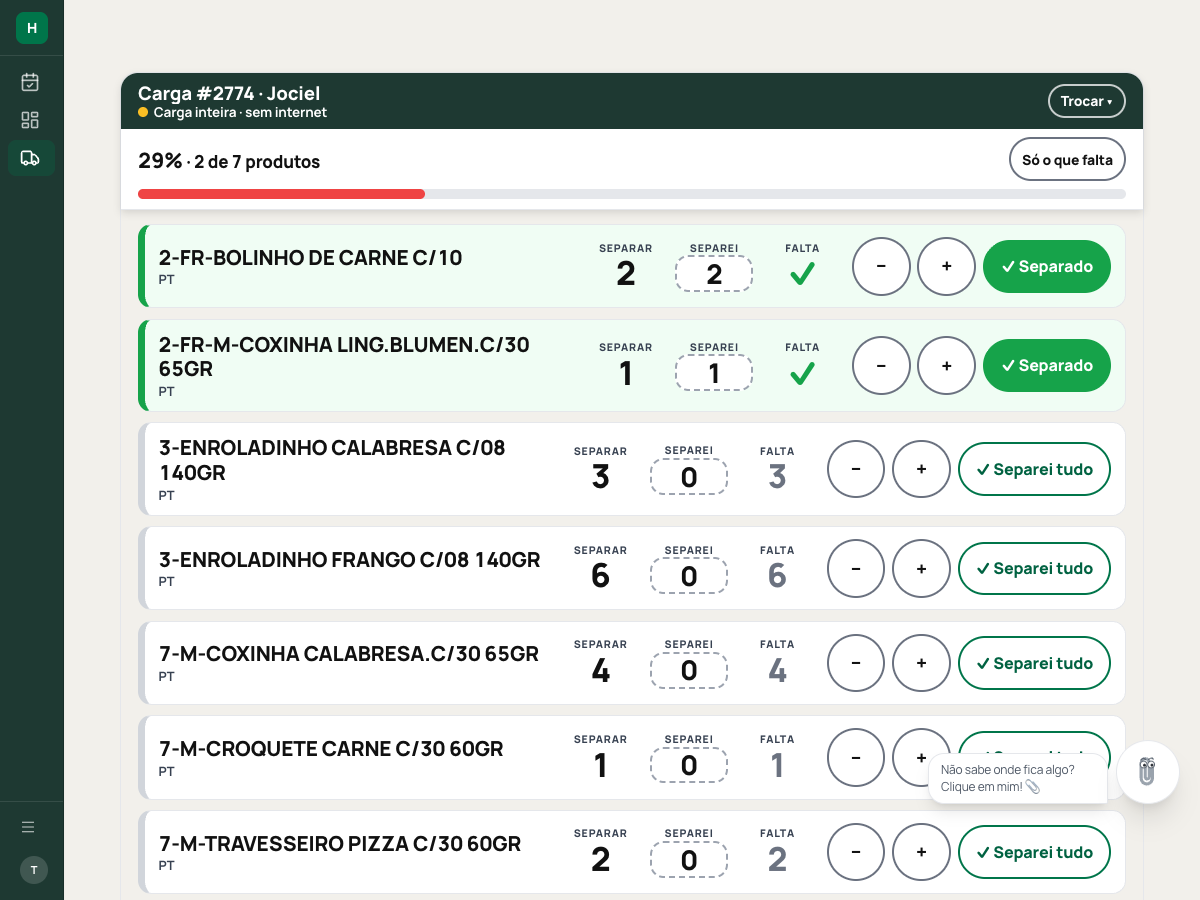 H
Carga #2774 · Jociel
Carga inteira · sem internet
Trocar ▾
29% · 2 de 7 produtos
Só o que falta
2-FR-BOLINHO DE CARNE C/10
PT
SEPARAR
2
SEPAREI
2
FALTA
✓
−
+
✓ Separado
2-FR-M-COXINHA LING.BLUMEN.C/30
65GR
PT
SEPARAR
1
SEPAREI
1
FALTA
✓
−
+
✓ Separado
3-ENROLADINHO CALABRESA C/08
140GR
PT
SEPARAR
3
SEPAREI
0
FALTA
3
−
+
✓ Separei tudo
3-ENROLADINHO FRANGO C/08 140GR
PT
SEPARAR
6
SEPAREI
0
FALTA
6
−
+
✓ Separei tudo
7-M-COXINHA CALABRESA.C/30 65GR
PT
SEPARAR
4
SEPAREI
0
FALTA
4
−
+
✓ Separei tudo
7-M-CROQUETE CARNE C/30 60GR
PT
SEPARAR
1
SEPAREI
0
FALTA
1
−
+
Não sabe onde fica algo?
Clique em mim! 📎
7-M-TRAVESSEIRO PIZZA C/30 60GR
PT
SEPARAR
2
SEPAREI
0
FALTA
2
−
+
✓ Separei tudo
T